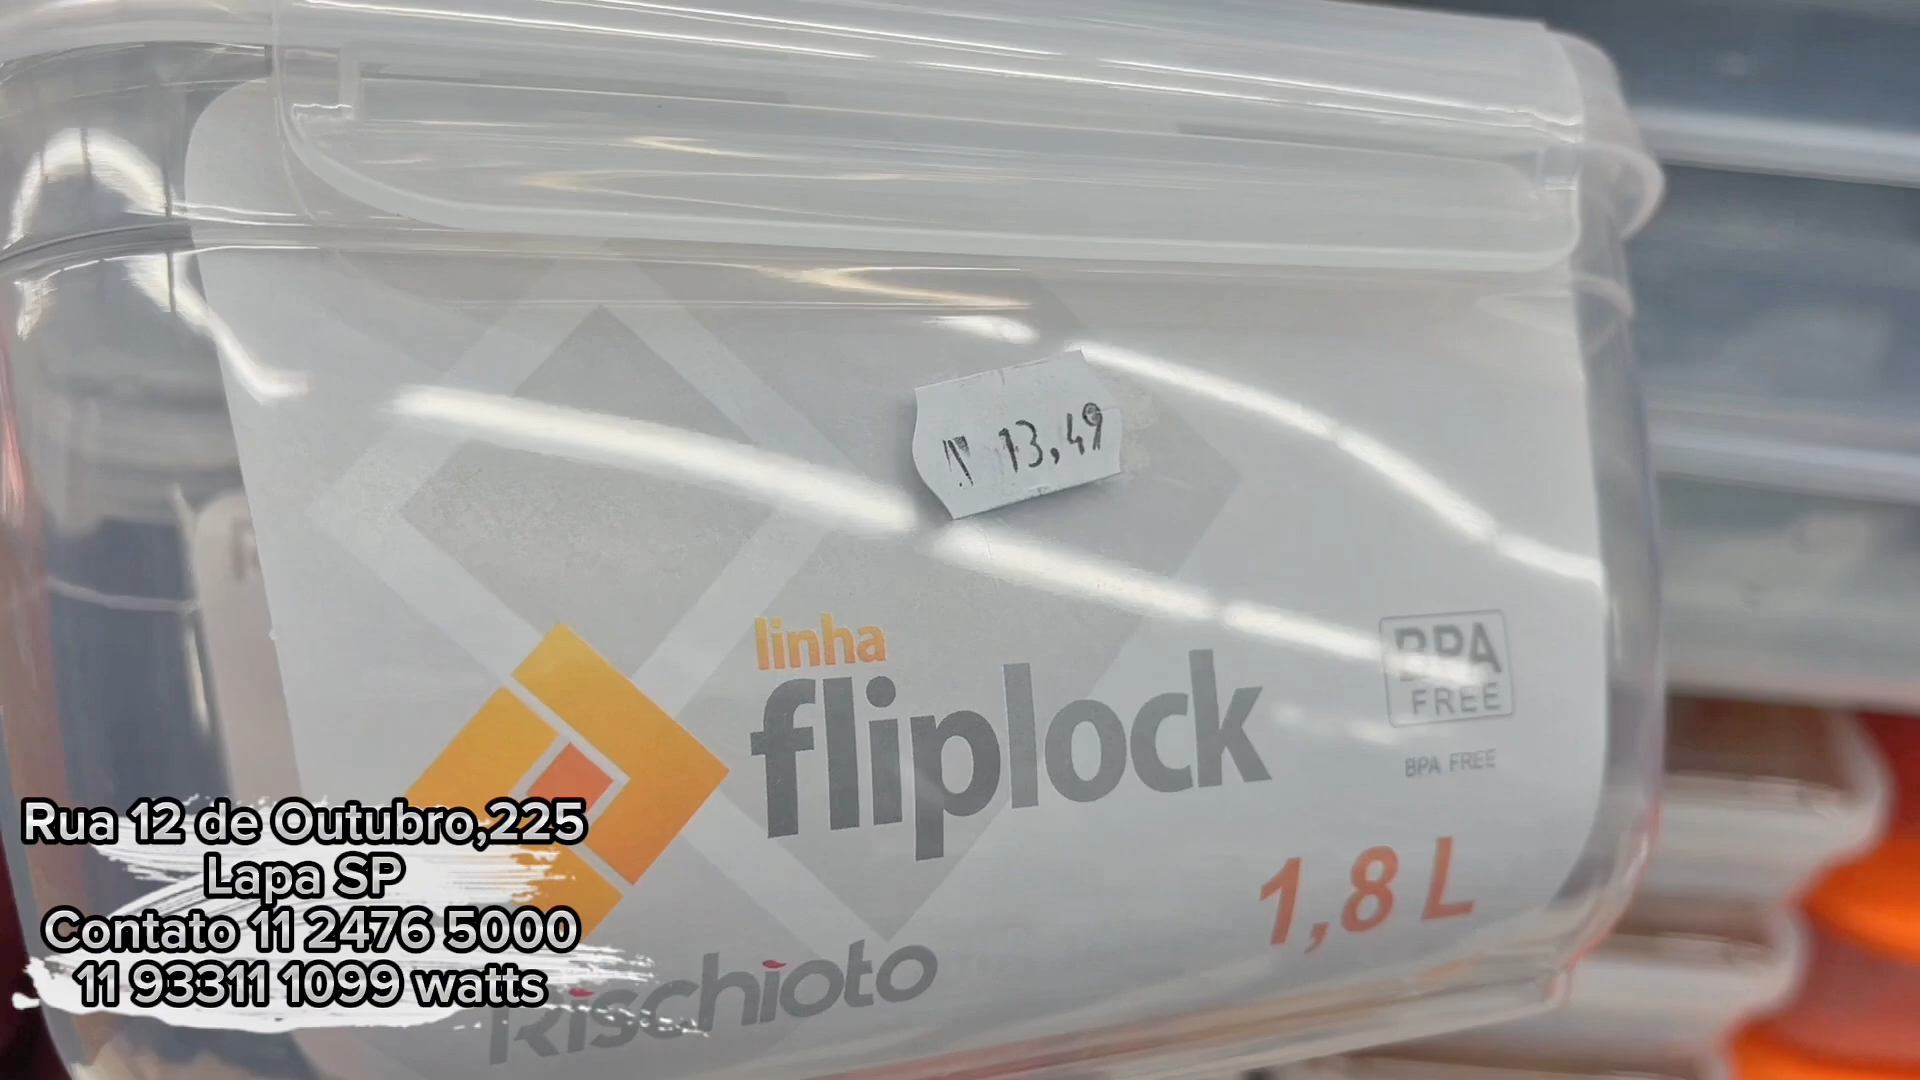 N 13,49
linha
fliplock
BPA
FREE
BPA FREE
1,8 L
Rischioto
Rua 12 de Outubro,225
Lapa SP
Contato 11 2476 5000
11 93311 1099 watts